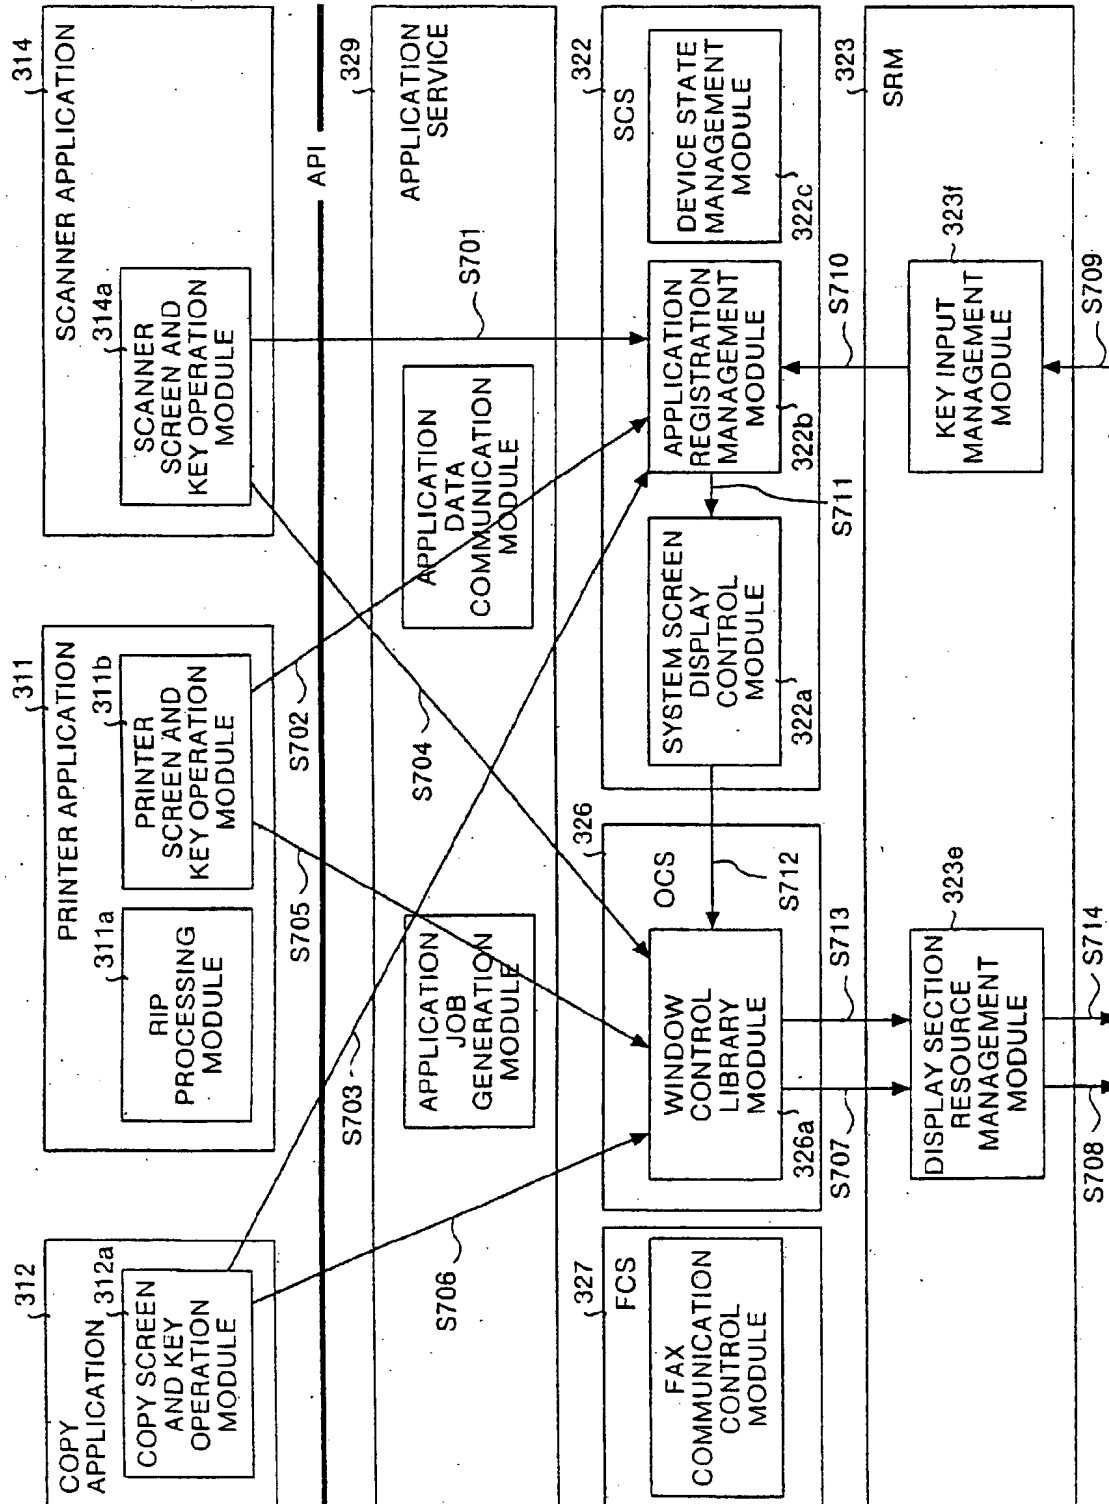 COPY
APPLICATION
312
312a
COPY SCREEN
AND KEY
OPERATION
MODULE
PRINTER APPLICATION
311
311a
RIP
PROCESSING
MODULE
311b
PRINTER
SCREEN AND
KEY OPERATION
MODULE
SCANNER APPLICATION
314
314a
SCANNER
SCREEN AND
KEY OPERATION
MODULE
API
S706
S703
S705
S702
S704
S701
329
APPLICATION
SERVICE
APPLICATION
JOB
GENERATION
MODULE
APPLICATION
DATA
COMMUNICATION
MODULE
327
FCS
FAX
COMMUNICATION
CONTROL
MODULE
326
OCS
WINDOW
CONTROL
LIBRARY
MODULE
326a
S712
322
SCS
SYSTEM SCREEN
DISPLAY
CONTROL
MODULE
322a
S711
APPLICATION
REGISTRATION
MANAGEMENT
MODULE
322b
DEVICE STATE
MANAGEMENT
MODULE
322c
S707
S713
S710
323
SRM
323e
DISPLAY SECTION
RESOURCE
MANAGEMENT
MODULE
323f
KEY INPUT
MANAGEMENT
MODULE
S708
S714
S709